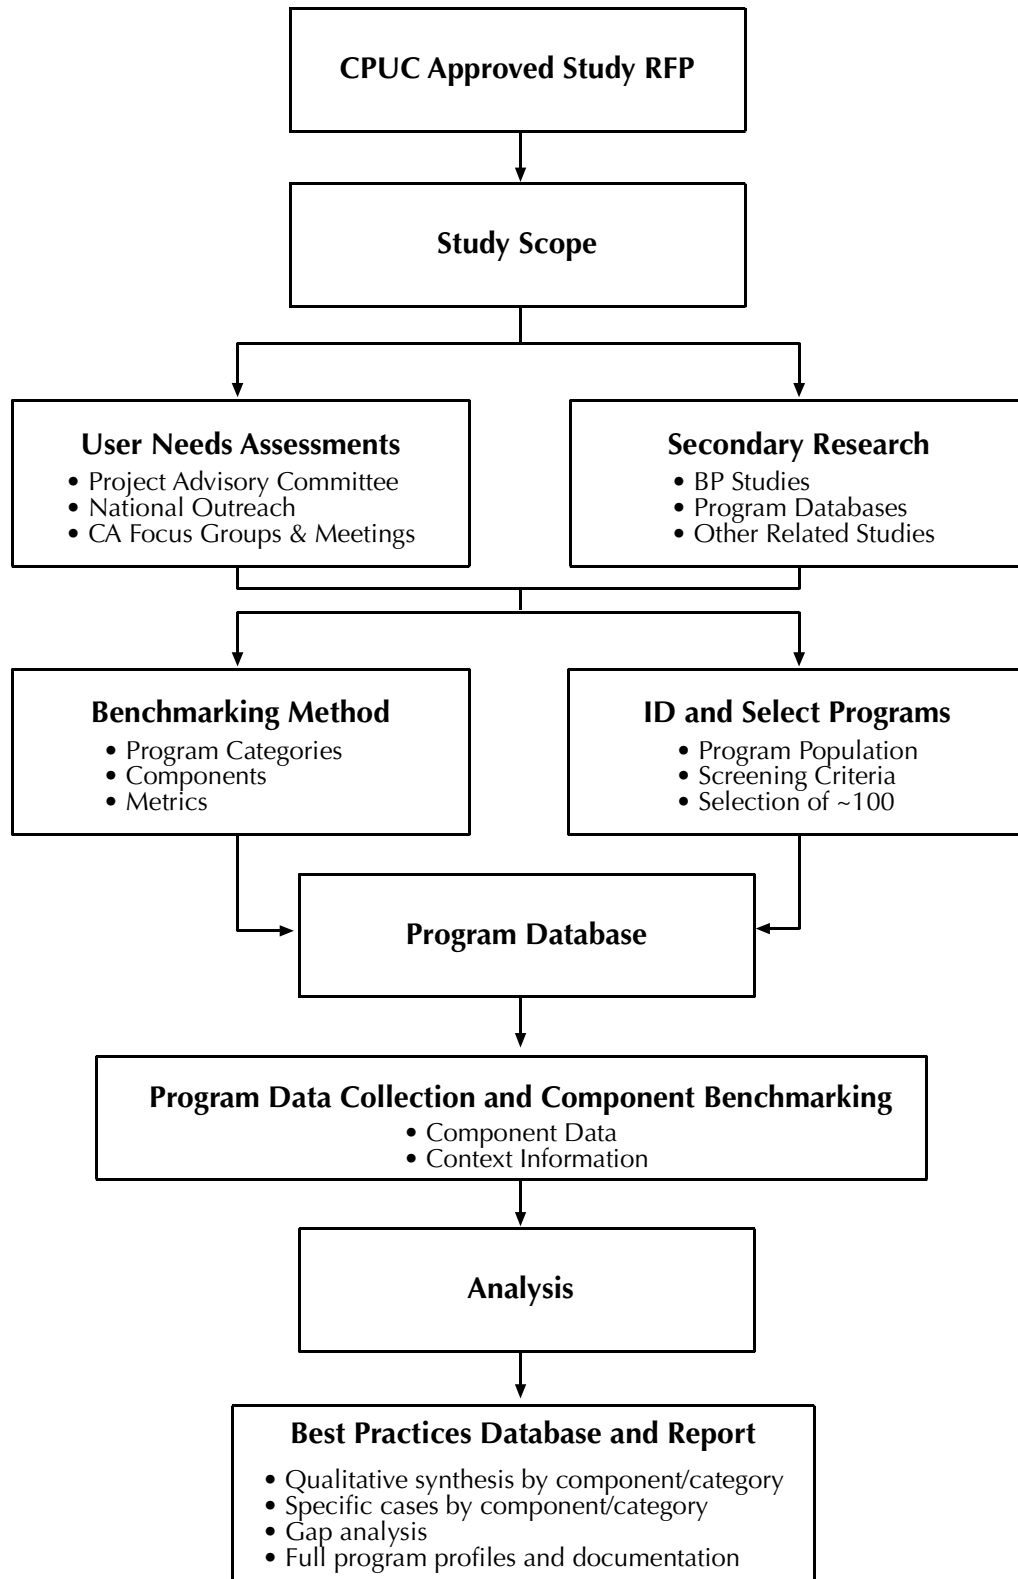 CPUC Approved Study RFP
Study Scope
User Needs Assessments
• Project Advisory Committee
• National Outreach
• CA Focus Groups & Meetings
Secondary Research
• BP Studies
• Program Databases
• Other Related Studies
Benchmarking Method
• Program Categories
• Components
• Metrics
ID and Select Programs
• Program Population
• Screening Criteria
• Selection of ~100
Program Database
Program Data Collection and Component Benchmarking
• Component Data
• Context Information
Analysis
Best Practices Database and Report
• Qualitative synthesis by component/category
• Specific cases by component/category
• Gap analysis
• Full program profiles and documentation